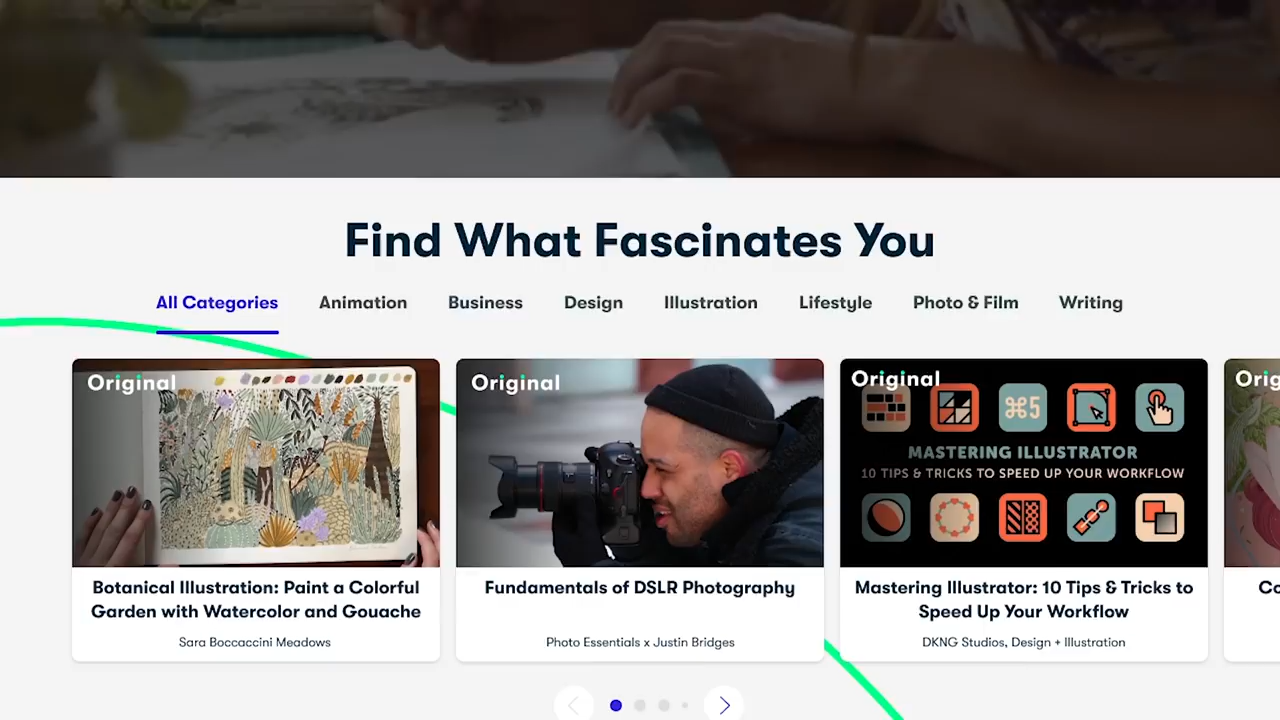 Find What Fascinates You
All Categories Animation Business Design Illustration Lifestyle Photo & Film Writing
Original
Original
Original
⌘5
MASTERING ILLUSTRATOR
10 TIPS & TRICKS TO SPEED UP YOUR WORKFLOW
Botanical Illustration: Paint a Colorful
Garden with Watercolor and Gouache
Sara Boccaccini Meadows
Fundamentals of DSLR Photography
Photo Essentials x Justin Bridges
Mastering Illustrator: 10 Tips & Tricks to
Speed Up Your Workflow
DKNG Studios, Design + Illustration